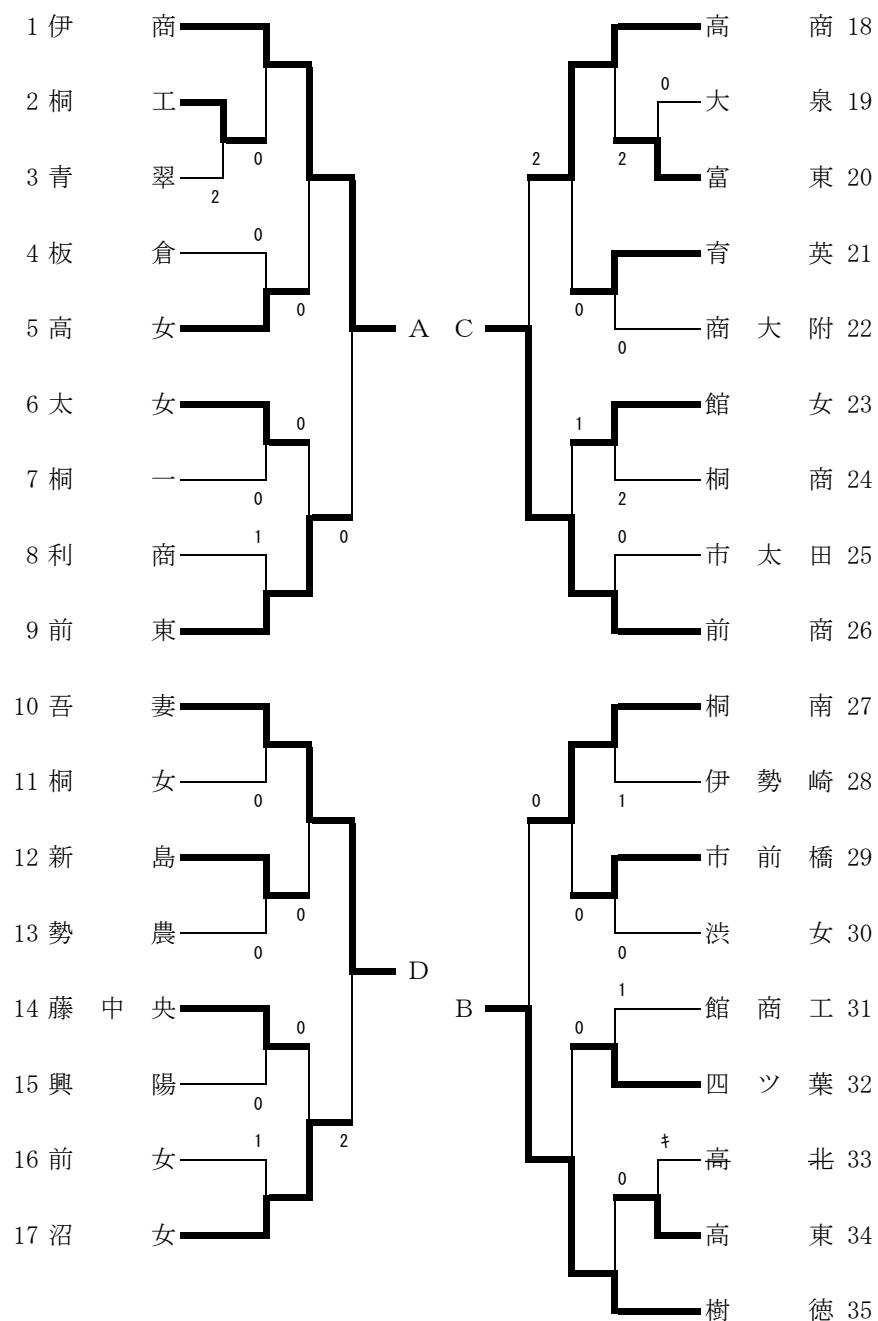 1 伊商
2 桐工
0
3 青翠
2
0
4 板倉
0
5 高女
A
6 太女
0
7 桐一
0
1
8 利商
0
9 前東
10 吾妻
11 桐女
0
12 新島
0
13 勢農
0
D
14 藤中央
0
15 興陽
0
1
16 前女
2
17 沼女
高商 18
0
大泉 19
2
2
富東 20
育英 21
0
商大附 22
0
C
館女 23
1
桐商 24
2
0
市太田 25
前商 26
桐南 27
伊勢崎 28
0
1
市前橋 29
0
渋女 30
0
B
1
館商工 31
0
四ツ葉 32
キ
高北 33
0
高東 34
樹徳 35